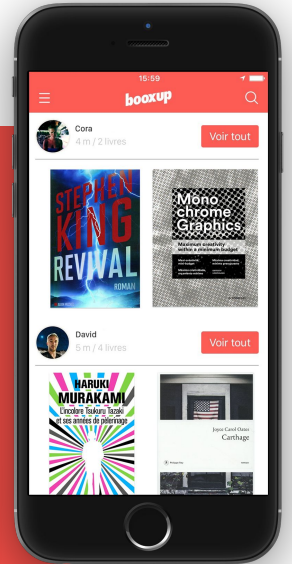 15:59
booxup
Cora
4 m / 2 livres
Voir tout
STEPHEN
KING
REVIVAL
ROMAN
Mono
chrome
Graphics
Maximum creativity
within a minimum budget
David
5 m / 4 livres
Voir tout
HARUKI
MURAKAMI
L'incolore Tsukuru Tazaki
et ses années de pèlerinage
Joyce Carol Oates
Carthage